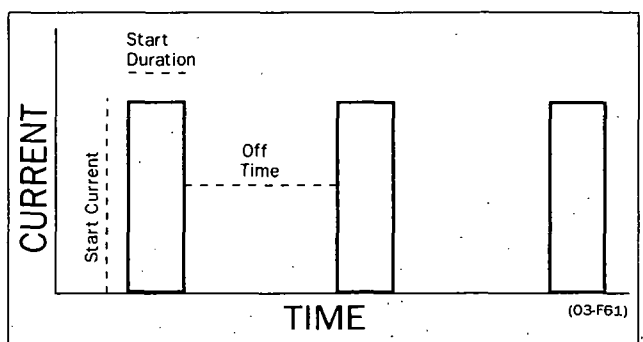 Start
Duration
CURRENT
Start Current
Off
Time
TIME
(03-F61)